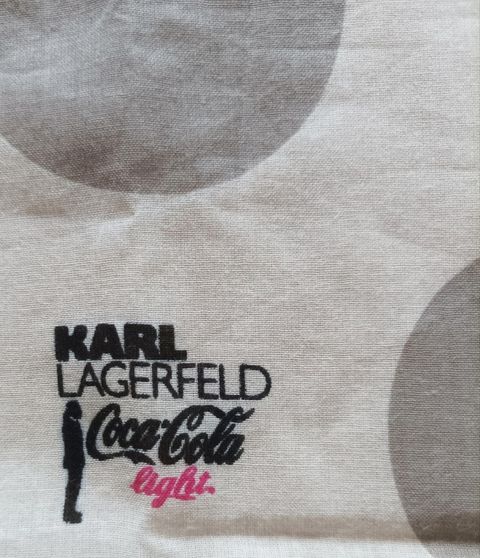 KARL
LAGERFELD
Coca-Cola
light.